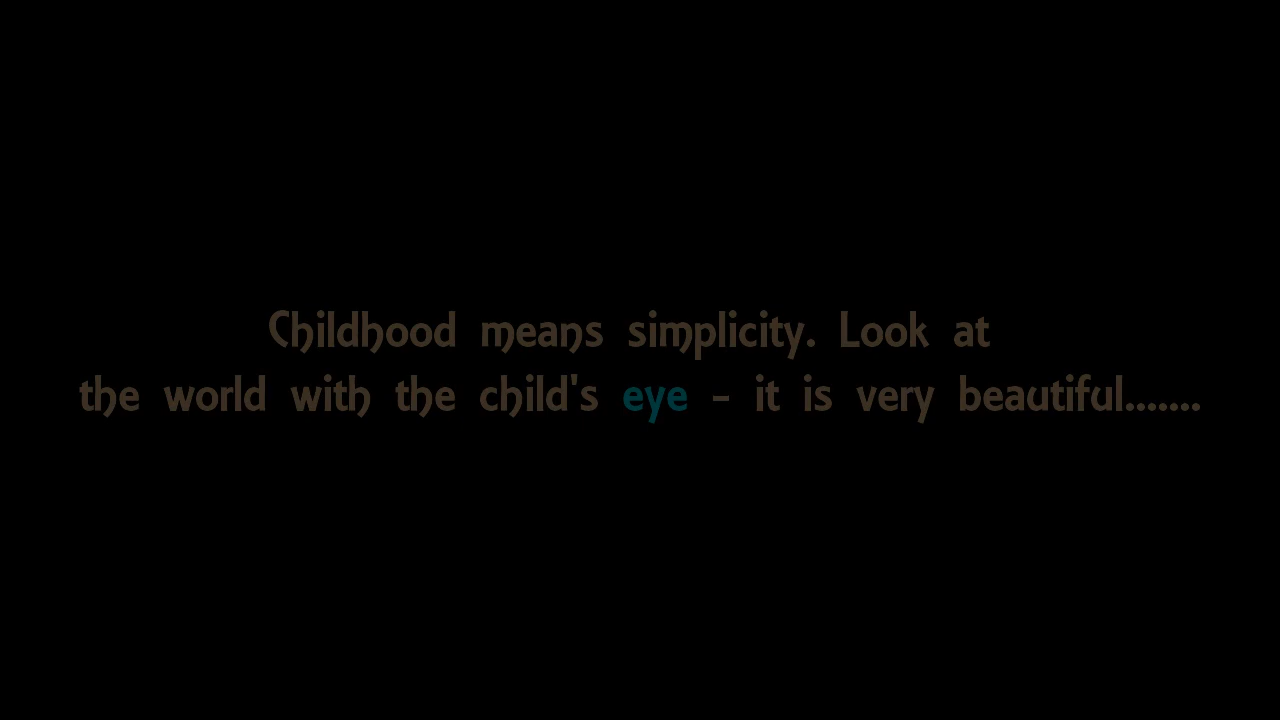 Childhood means simplicity. Look at
the world with the child's eye - it is very beautiful.......